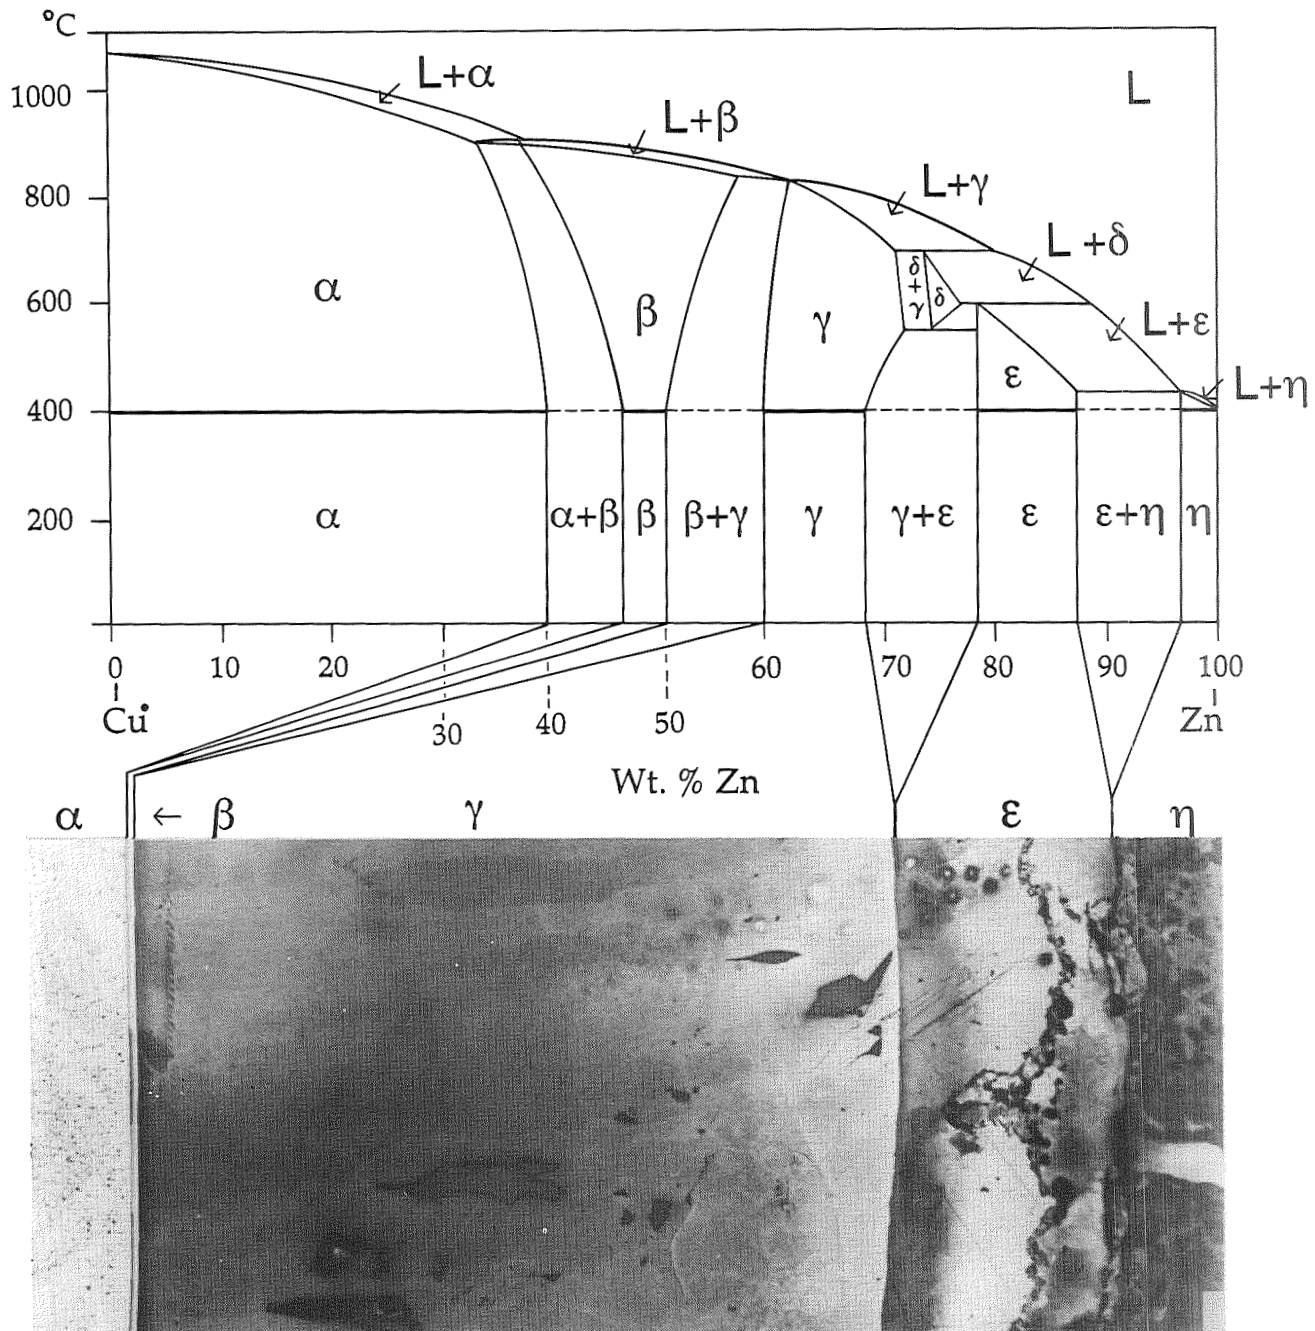 °C
L+α
L
1000
L+β
L+γ
800
L+δ
δ
+
γ
δ
600
α
β
γ
L+ε
ε
L+η
400
200
α
α+β
β
β+γ
γ
γ+ε
ε
ε+η
η
0
10
20
30
40
50
60
70
80
90
100
Cu
Zn
Wt. % Zn
α
← β
γ
ε
η